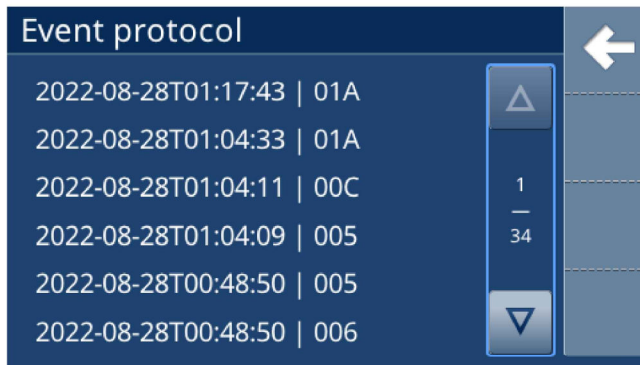 Event protocol
2022-08-28T01:17:43 | 01A
2022-08-28T01:04:33 | 01A
2022-08-28T01:04:11 | 00C
2022-08-28T01:04:09 | 005
2022-08-28T00:48:50 | 005
2022-08-28T00:48:50 | 006
1
34